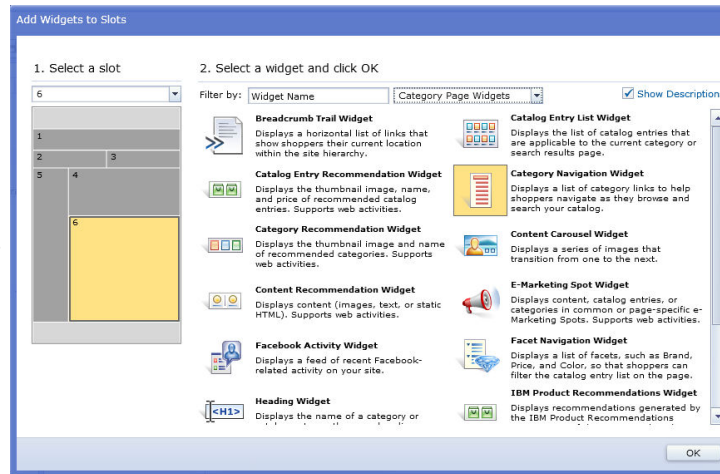 Add Widgets to Slots
1. Select a slot
2. Select a widget and click OK
6
Filter by:
Widget Name
Category Page Widgets
Show Description
1
2
3
5
4
6
Breadcrumb Trail Widget
Displays a horizontal list of links that
show shoppers their current location
within the site hierarchy.
Catalog Entry List Widget
Displays the list of catalog entries that
are applicable to the current category or
search results page.
Catalog Entry Recommendation Widget
Displays the thumbnail image, name,
and price of recommended catalog
entries. Supports web activities.
Category Navigation Widget
Displays a list of category links to help
shoppers navigate as they browse and
search your catalog.
Category Recommendation Widget
Displays the thumbnail image and name
of recommended categories. Supports
web activities.
Content Carousel Widget
Displays a series of images that
transition from one to the next.
Content Recommendation Widget
Displays content (images, text, or static
HTML). Supports web activities.
E-Marketing Spot Widget
Displays content, catalog entries, or
categories in common or page-specific e-
Marketing Spots. Supports web activities.
Facebook Activity Widget
Displays a feed of recent Facebook-
related activity on your site.
Facet Navigation Widget
Displays a list of facets, such as Brand,
Price, and Color, so that shoppers can
filter the catalog entry list on the page.
<H1>
Heading Widget
Displays the name of a category or
IBM Product Recommendations Widget
Displays recommendations generated by
the IBM Product Recommendations
OK